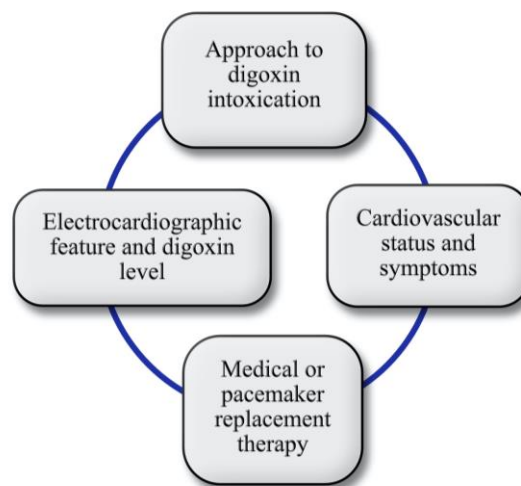 Approach to
digoxin
intoxication
Electrocardiographic
feature and digoxin
level
Cardiovascular
status and
symptoms
Medical or
pacemaker
replacement
therapy